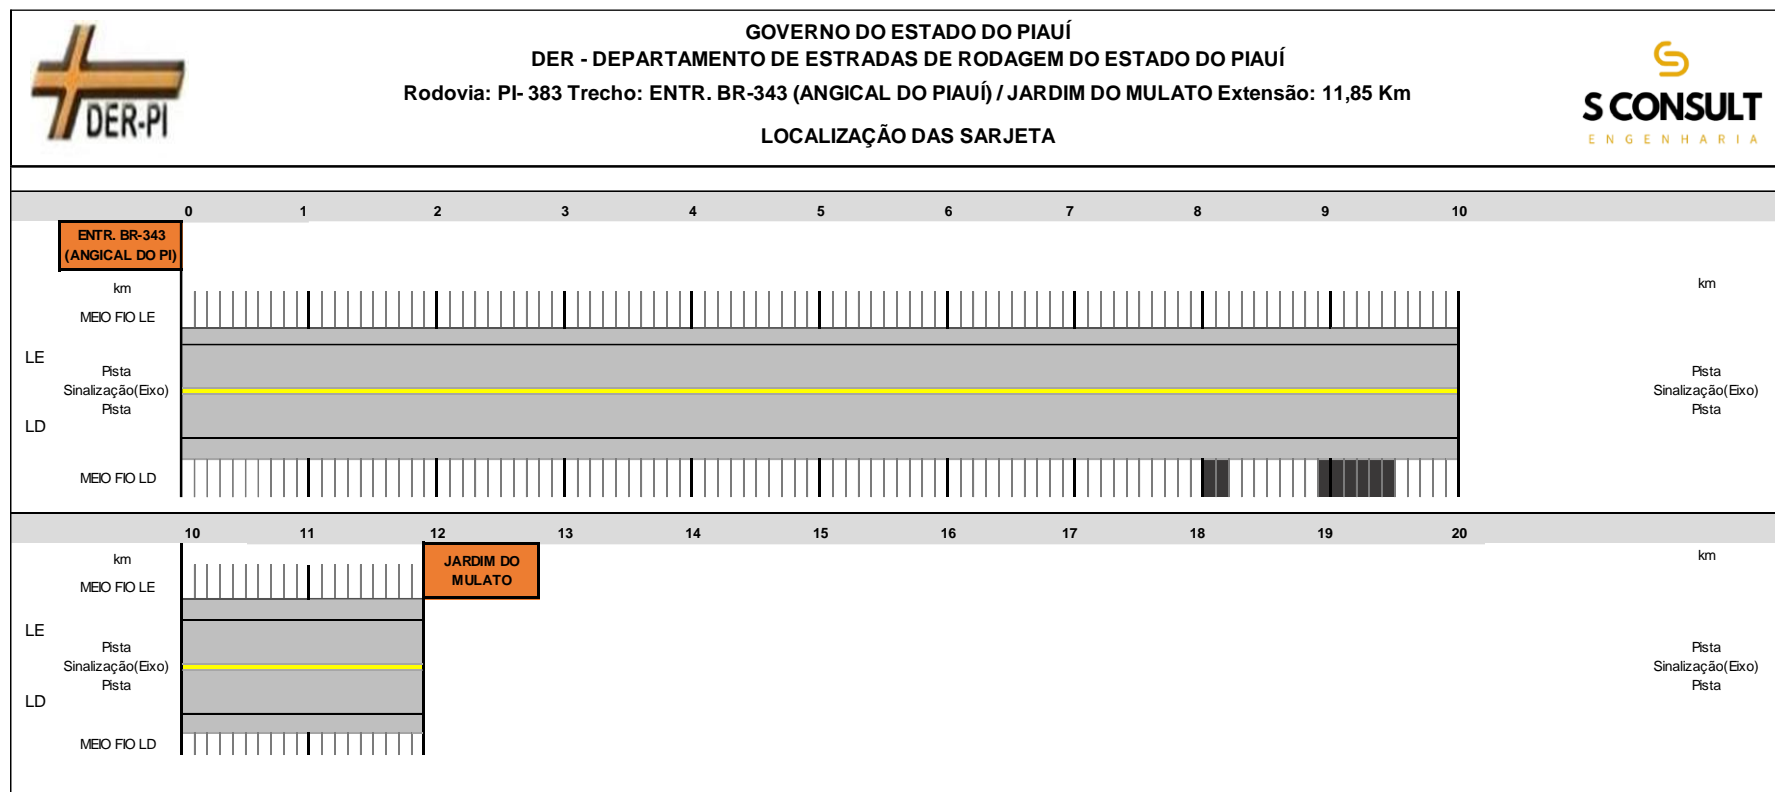 GOVERNO DO ESTADO DO PIAUÍ
DER - DEPARTAMENTO DE ESTRADAS DE RODAGEM DO ESTADO DO PIAUÍ
Rodovia: PI- 383 Trecho: ENTR. BR-343 (ANGICAL DO PIAUÍ) / JARDIM DO MULATO Extensão: 11,85 Km
LOCALIZAÇÃO DAS SARJETA
DER-PI
S CONSULT
ENGENHARIA
0 1 2 3 4 5 6 7 8 9 10
ENTR. BR-343
(ANGICAL DO PI)
km km
MEIO FIO LE
LE
Pista Pista
Sinalização(Eixo) Sinalização(Eixo)
Pista Pista
LD
MEIO FIO LD
10 11 12 13 14 15 16 17 18 19 20
km km
JARDIM DO
MULATO
MEIO FIO LE
LE
Pista Pista
Sinalização(Eixo) Sinalização(Eixo)
Pista Pista
LD
MEIO FIO LD